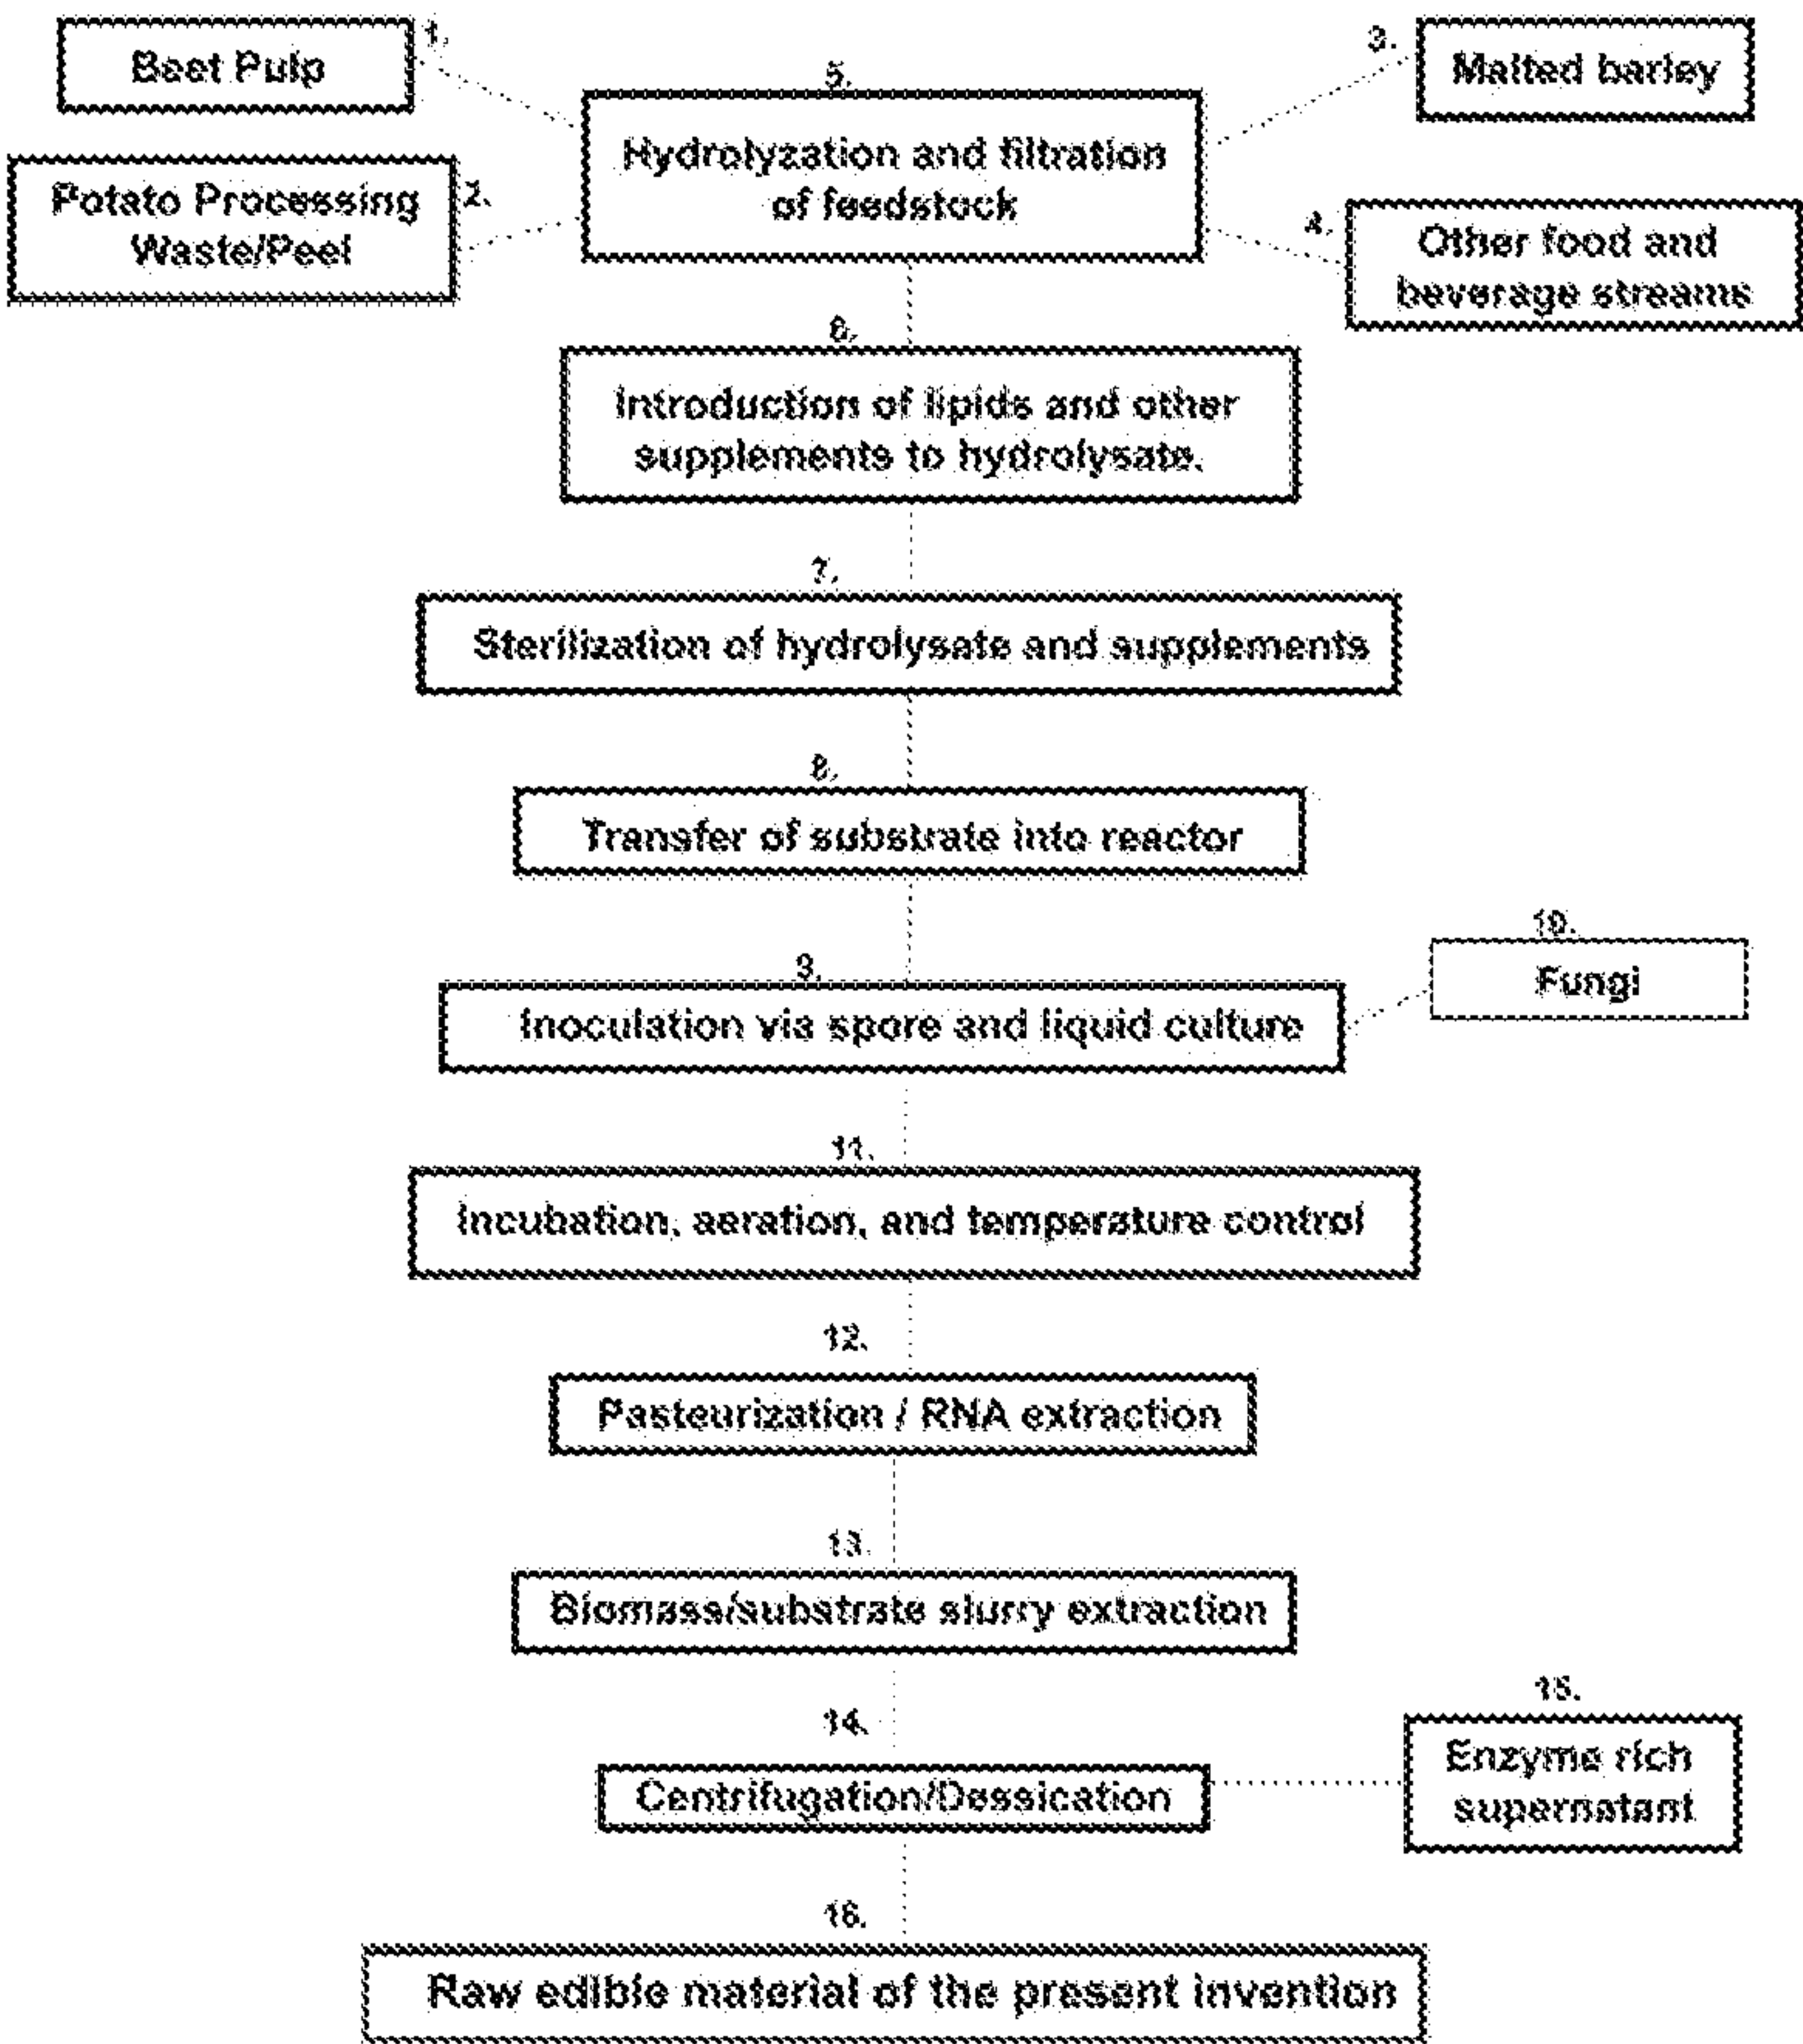 1.
Beet Pulp
2.
Potato Processing
Waste/Peel
3.
Malted barley
4.
Other food and
beverage streams
5.
Hydrolyzation and filtration
of feedstock
6.
Introduction of lipids and other
supplements to hydrolysate.
7.
Sterilization of hydrolysate and supplements
8.
Transfer of substrate into reactor
9.
Inoculation via spore and liquid culture
10.
Fungi
11.
Incubation, aeration, and temperature control
12.
Pasteurization / RNA extraction
13.
Biomass/substrate slurry extraction
14.
Centrifugation/Dessication
15.
Enzyme rich
supernatant
16.
Raw edible material of the present invention